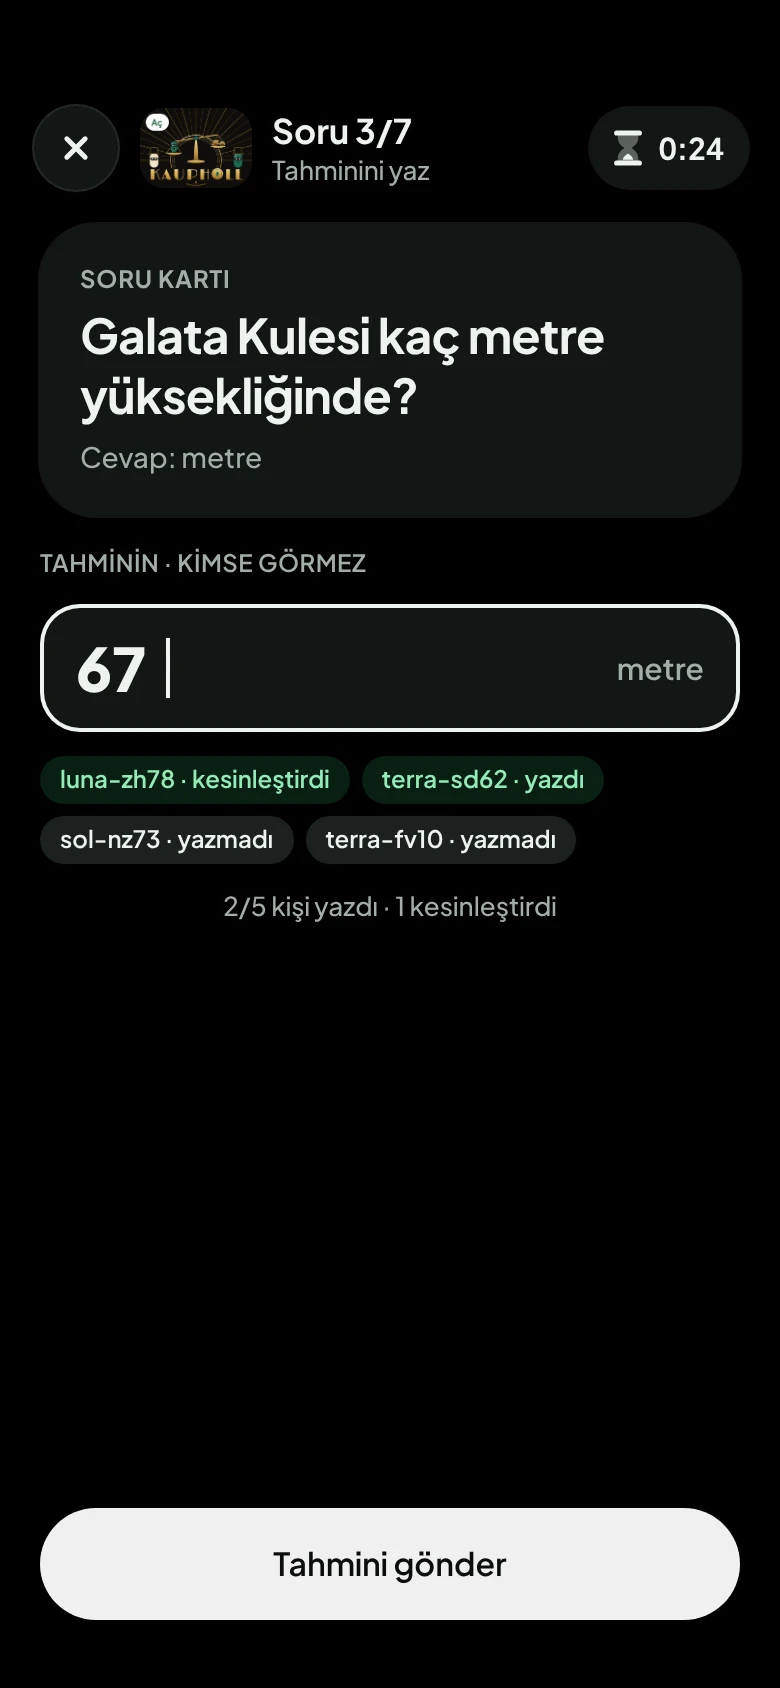 Aç
KAUPHOLL
Soru 3/7
Tahminini yaz
0:24
SORU KARTI
Galata Kulesi kaç metre
yüksekliğinde?
Cevap: metre
TAHMİNİN · KİMSE GÖRMEZ
67
metre
luna-zh78 · kesinleştirdi
terra-sd62 · yazdı
sol-nz73 · yazmadı
terra-fv10 · yazmadı
2/5 kişi yazdı · 1 kesinleştirdi
Tahmini gönder